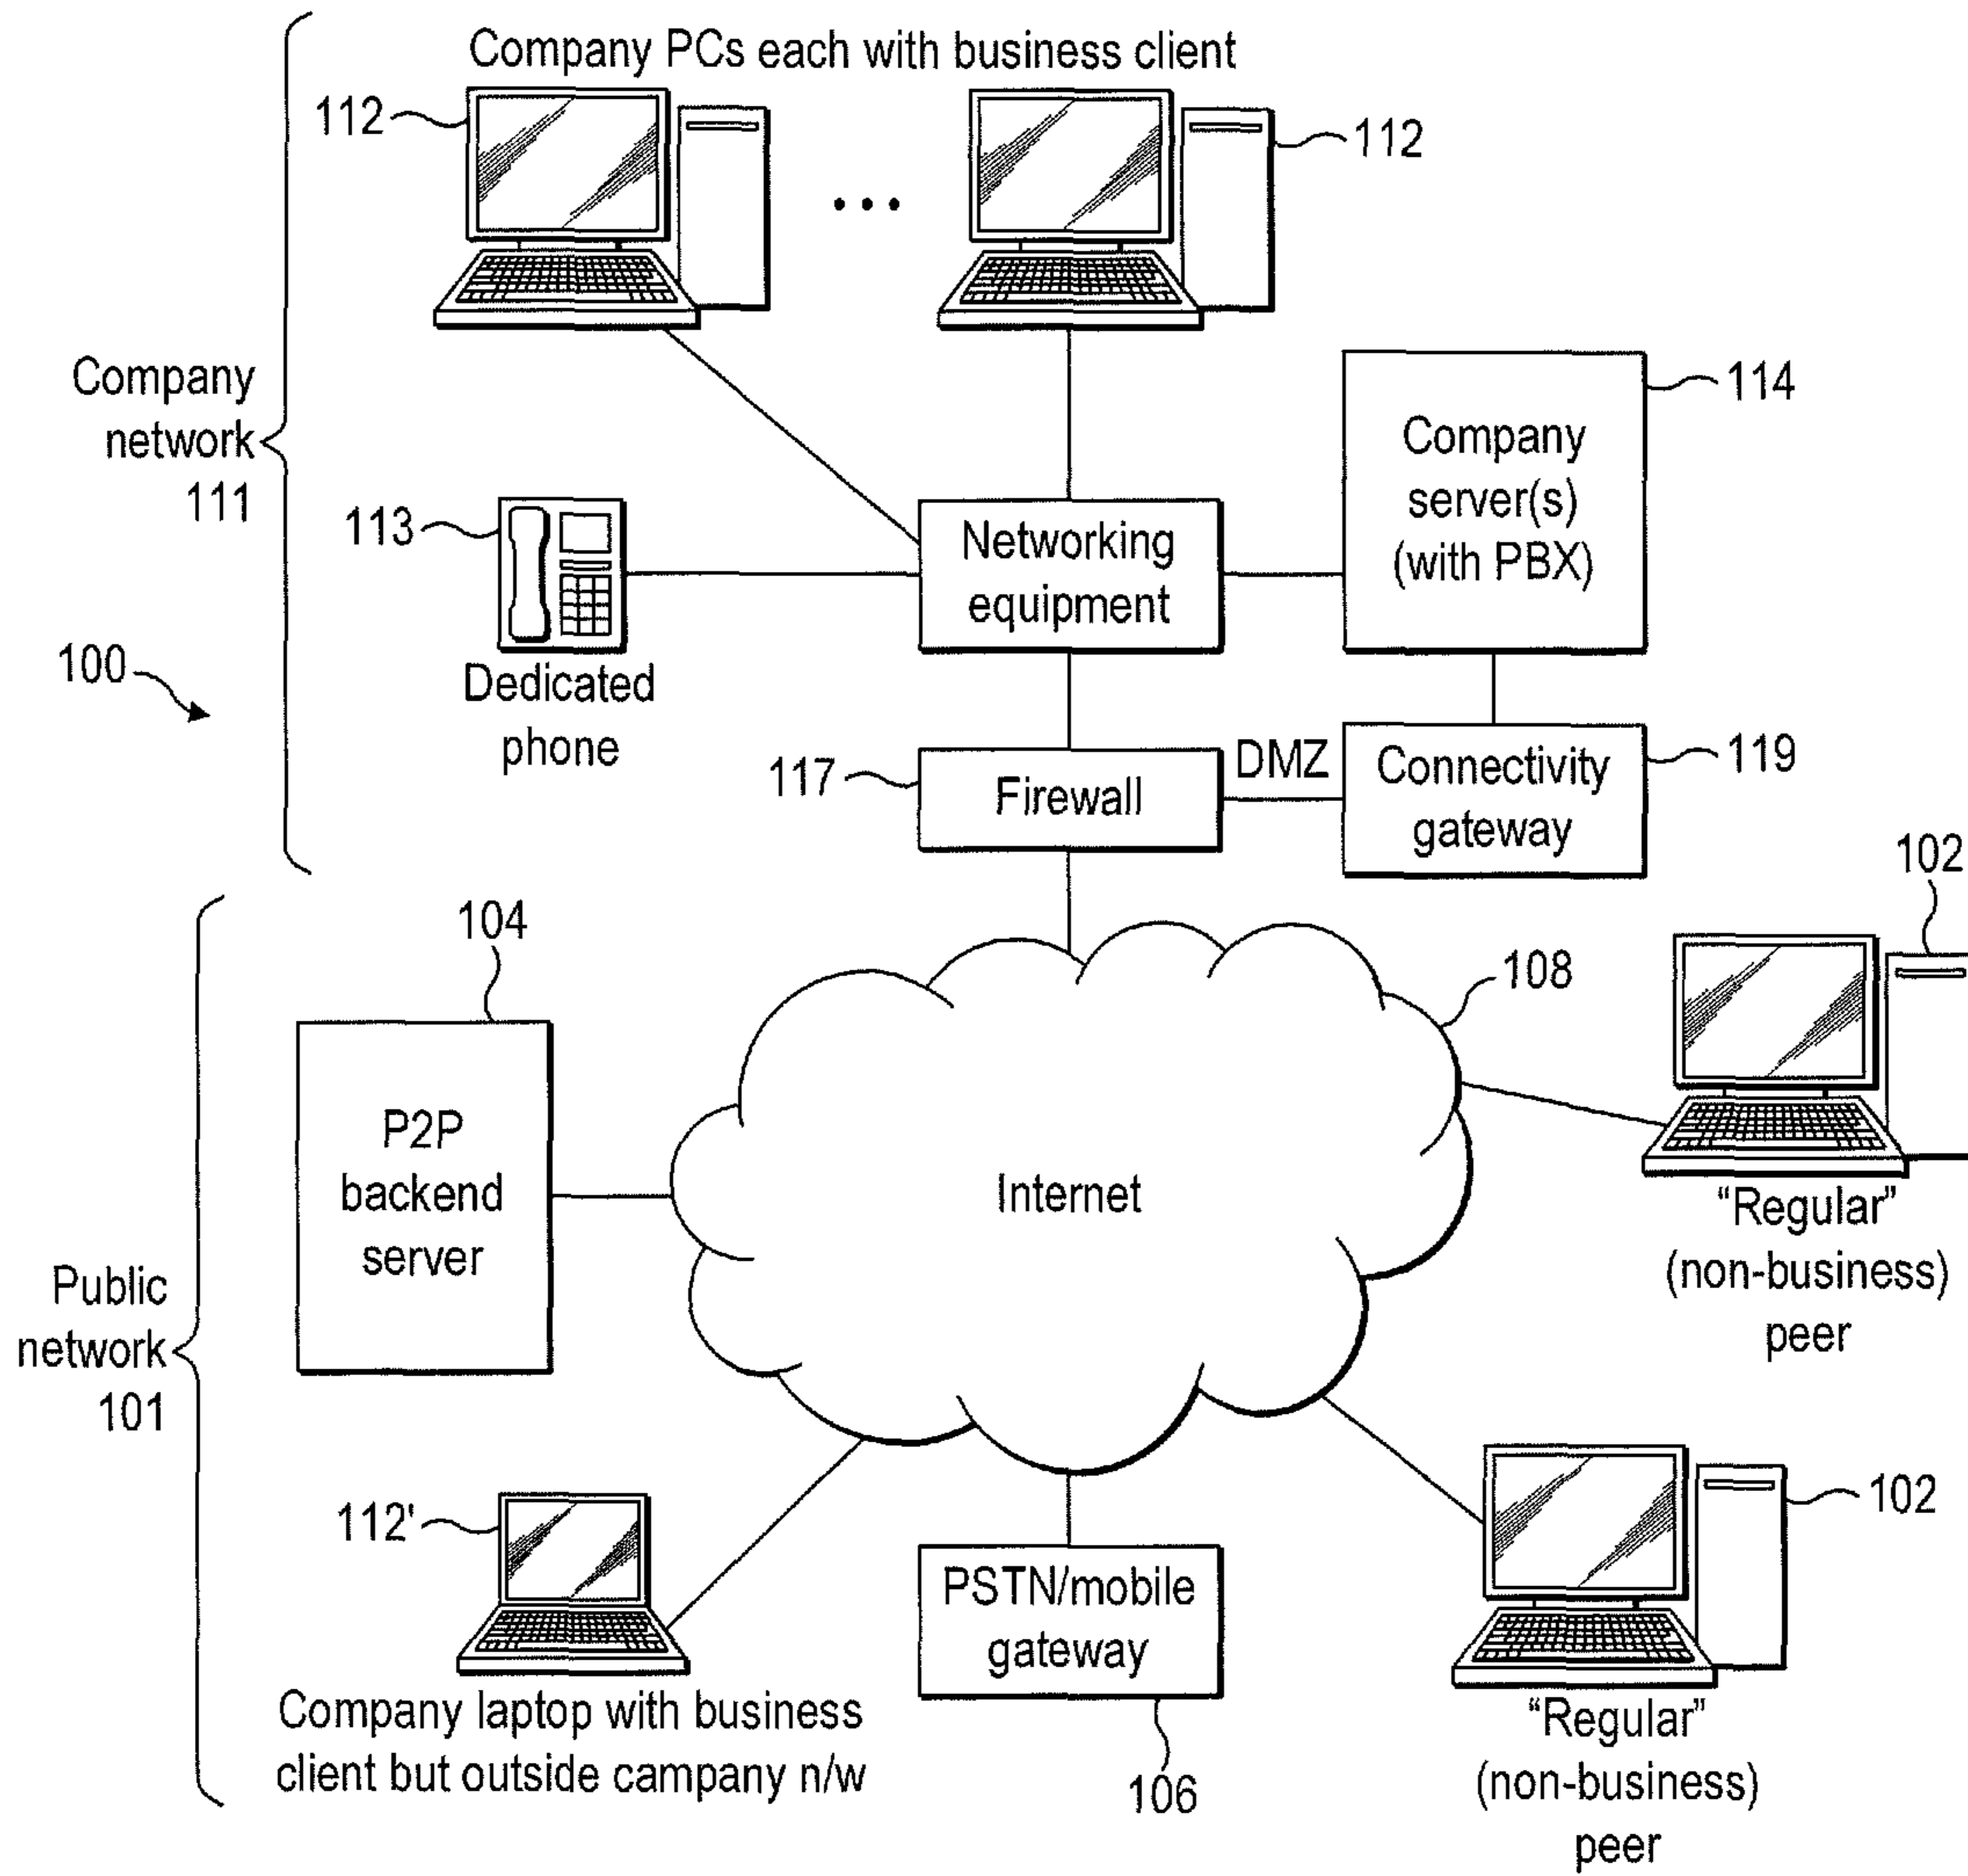 Company PCs each with business client
112
112
Company
network
111
114
Company
server(s)
(with PBX)
113
Networking
equipment
Dedicated
phone
100
117
Firewall
DMZ
Connectivity
gateway
119
102
104
108
P2P
backend
server
Internet
"Regular"
(non-business)
peer
Public
network
101
112'
PSTN/mobile
gateway
102
Company laptop with business
client but outside campany n/w
106
"Regular"
(non-business)
peer